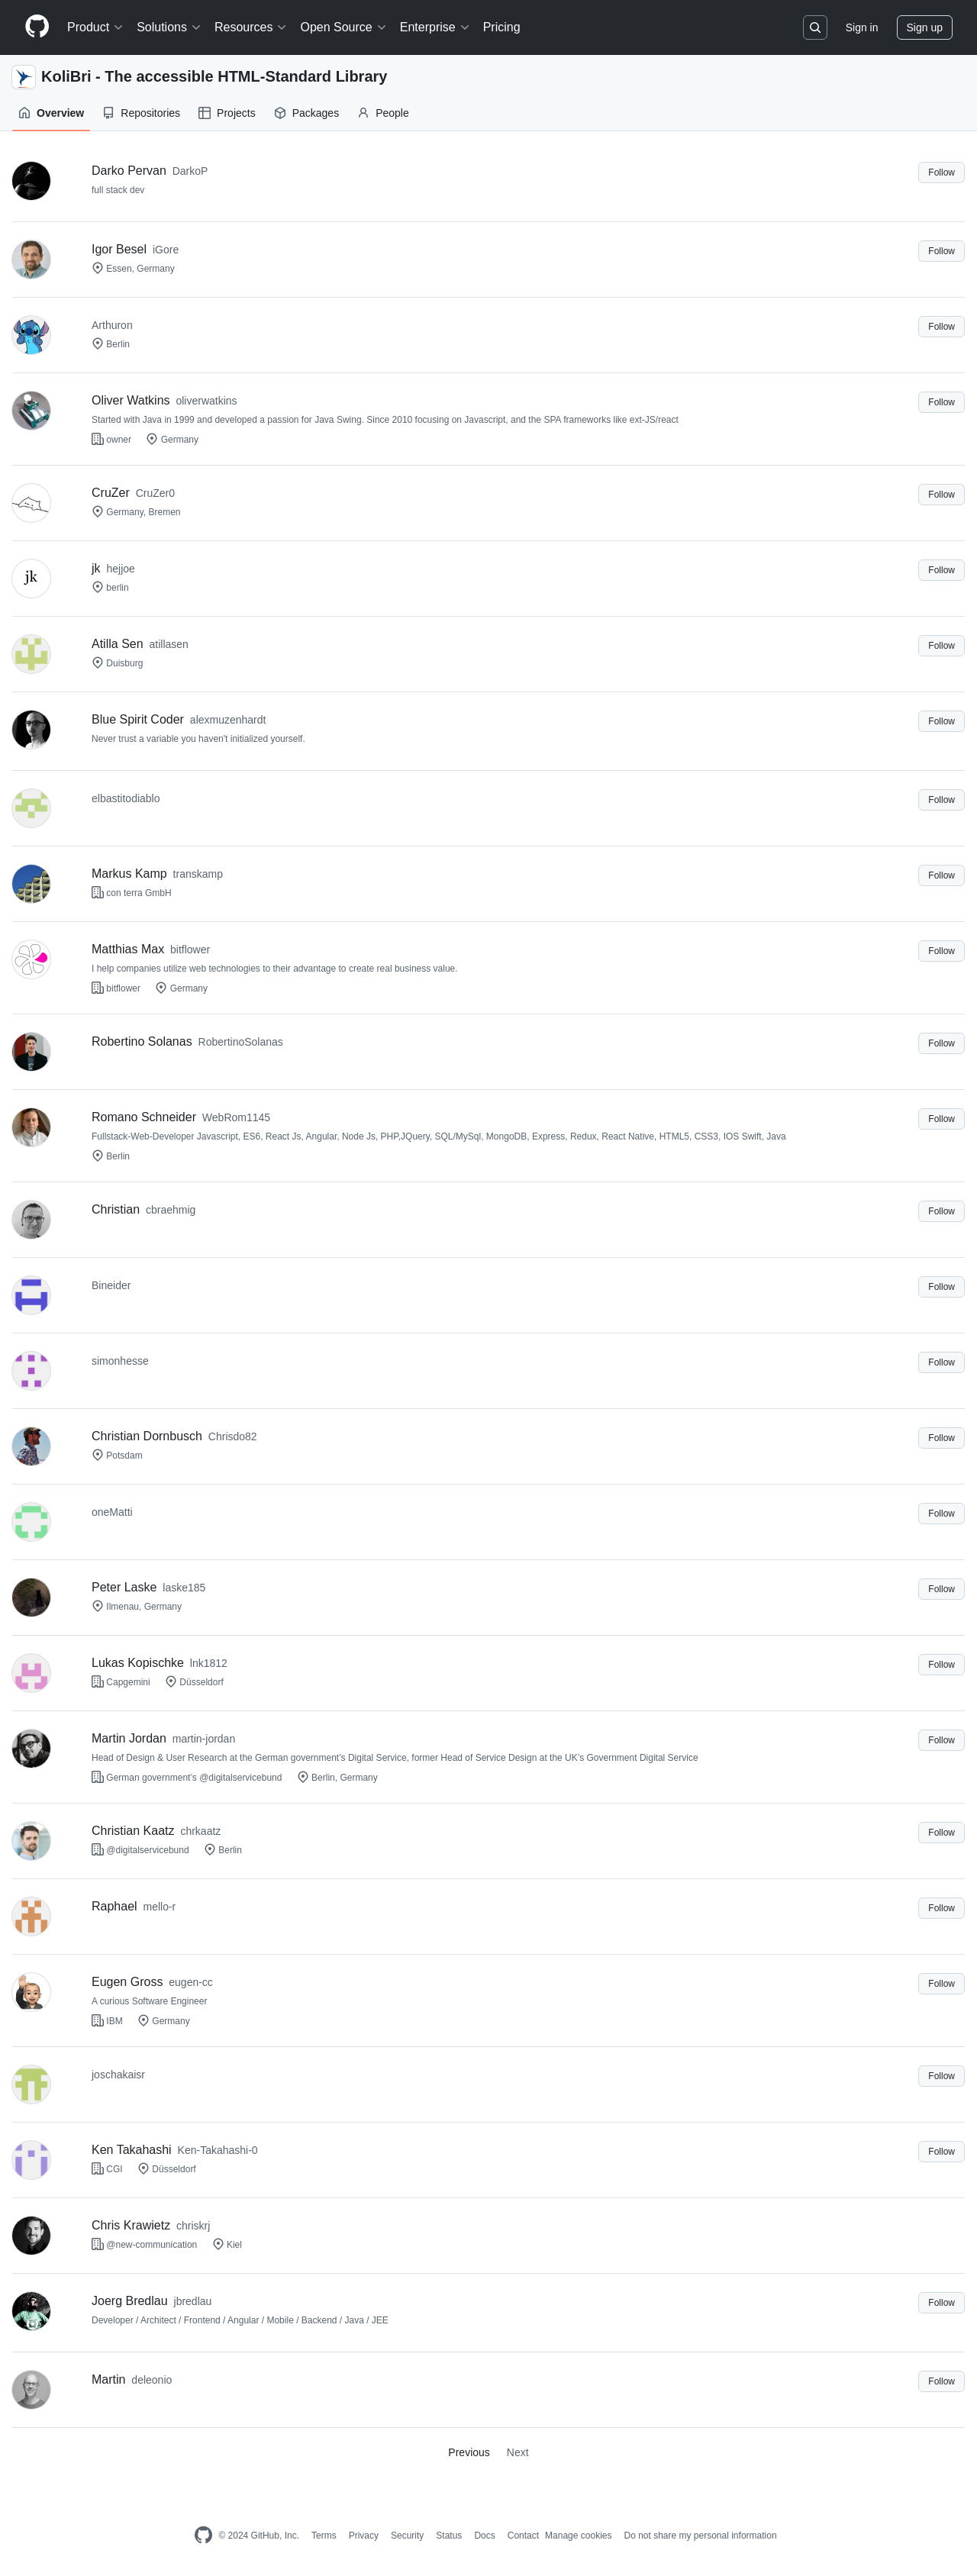 Product Solutions Resources Open Source Enterprise Pricing Sign in Sign up
KoliBri - The accessible HTML-Standard Library
Overview Repositories Projects Packages People
Darko Pervan DarkoP Follow
full stack dev
Igor Besel iGore Follow
Essen, Germany
Arthuron Follow
Berlin
Oliver Watkins oliverwatkins Follow
Started with Java in 1999 and developed a passion for Java Swing. Since 2010 focusing on Javascript, and the SPA frameworks like ext-JS/react
owner Germany
CruZer CruZer0 Follow
Germany, Bremen
jk hejjoe Follow
jk
berlin
Atilla Sen atillasen Follow
Duisburg
Blue Spirit Coder alexmuzenhardt Follow
Never trust a variable you haven't initialized yourself.
elbastitodiablo Follow
Markus Kamp transkamp Follow
con terra GmbH
Matthias Max bitflower Follow
I help companies utilize web technologies to their advantage to create real business value.
bitflower Germany
Robertino Solanas RobertinoSolanas Follow
Romano Schneider WebRom1145 Follow
Fullstack-Web-Developer Javascript, ES6, React Js, Angular, Node Js, PHP,JQuery, SQL/MySql, MongoDB, Express, Redux, React Native, HTML5, CSS3, IOS Swift, Java
Berlin
Christian cbraehmig Follow
Bineider Follow
simonhesse Follow
Christian Dornbusch Chrisdo82 Follow
Potsdam
oneMatti Follow
Peter Laske laske185 Follow
Ilmenau, Germany
Lukas Kopischke lnk1812 Follow
Capgemini Düsseldorf
Martin Jordan martin-jordan Follow
Head of Design & User Research at the German government’s Digital Service, former Head of Service Design at the UK’s Government Digital Service
German government’s @digitalservicebund Berlin, Germany
Christian Kaatz chrkaatz Follow
@digitalservicebund Berlin
Raphael mello-r Follow
Eugen Gross eugen-cc Follow
A curious Software Engineer
IBM Germany
joschakaisr Follow
Ken Takahashi Ken-Takahashi-0 Follow
CGI Düsseldorf
Chris Krawietz chriskrj Follow
@new-communication Kiel
Joerg Bredlau jbredlau Follow
Developer / Architect / Frontend / Angular / Mobile / Backend / Java / JEE
Martin deleonio Follow
Previous Next
© 2024 GitHub, Inc. Terms Privacy Security Status Docs Contact Manage cookies Do not share my personal information